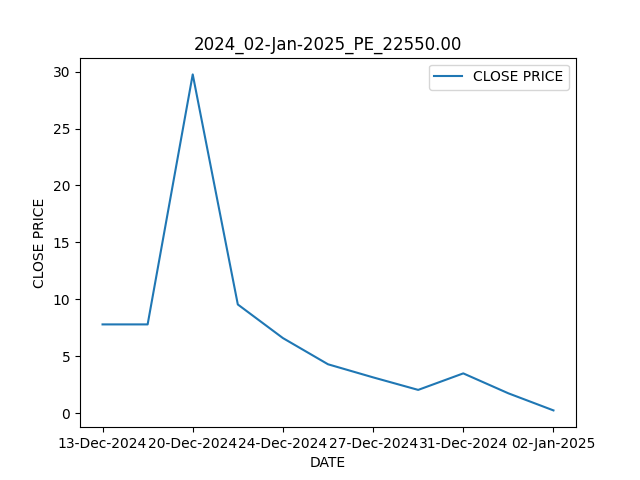 2024_02-Jan-2025_PE_22550.00
CLOSE PRICE
30
25
20
15
10
5
0
CLOSE PRICE
13-Dec-2024 20-Dec-2024 24-Dec-2024 27-Dec-2024 31-Dec-2024 02-Jan-2025
DATE